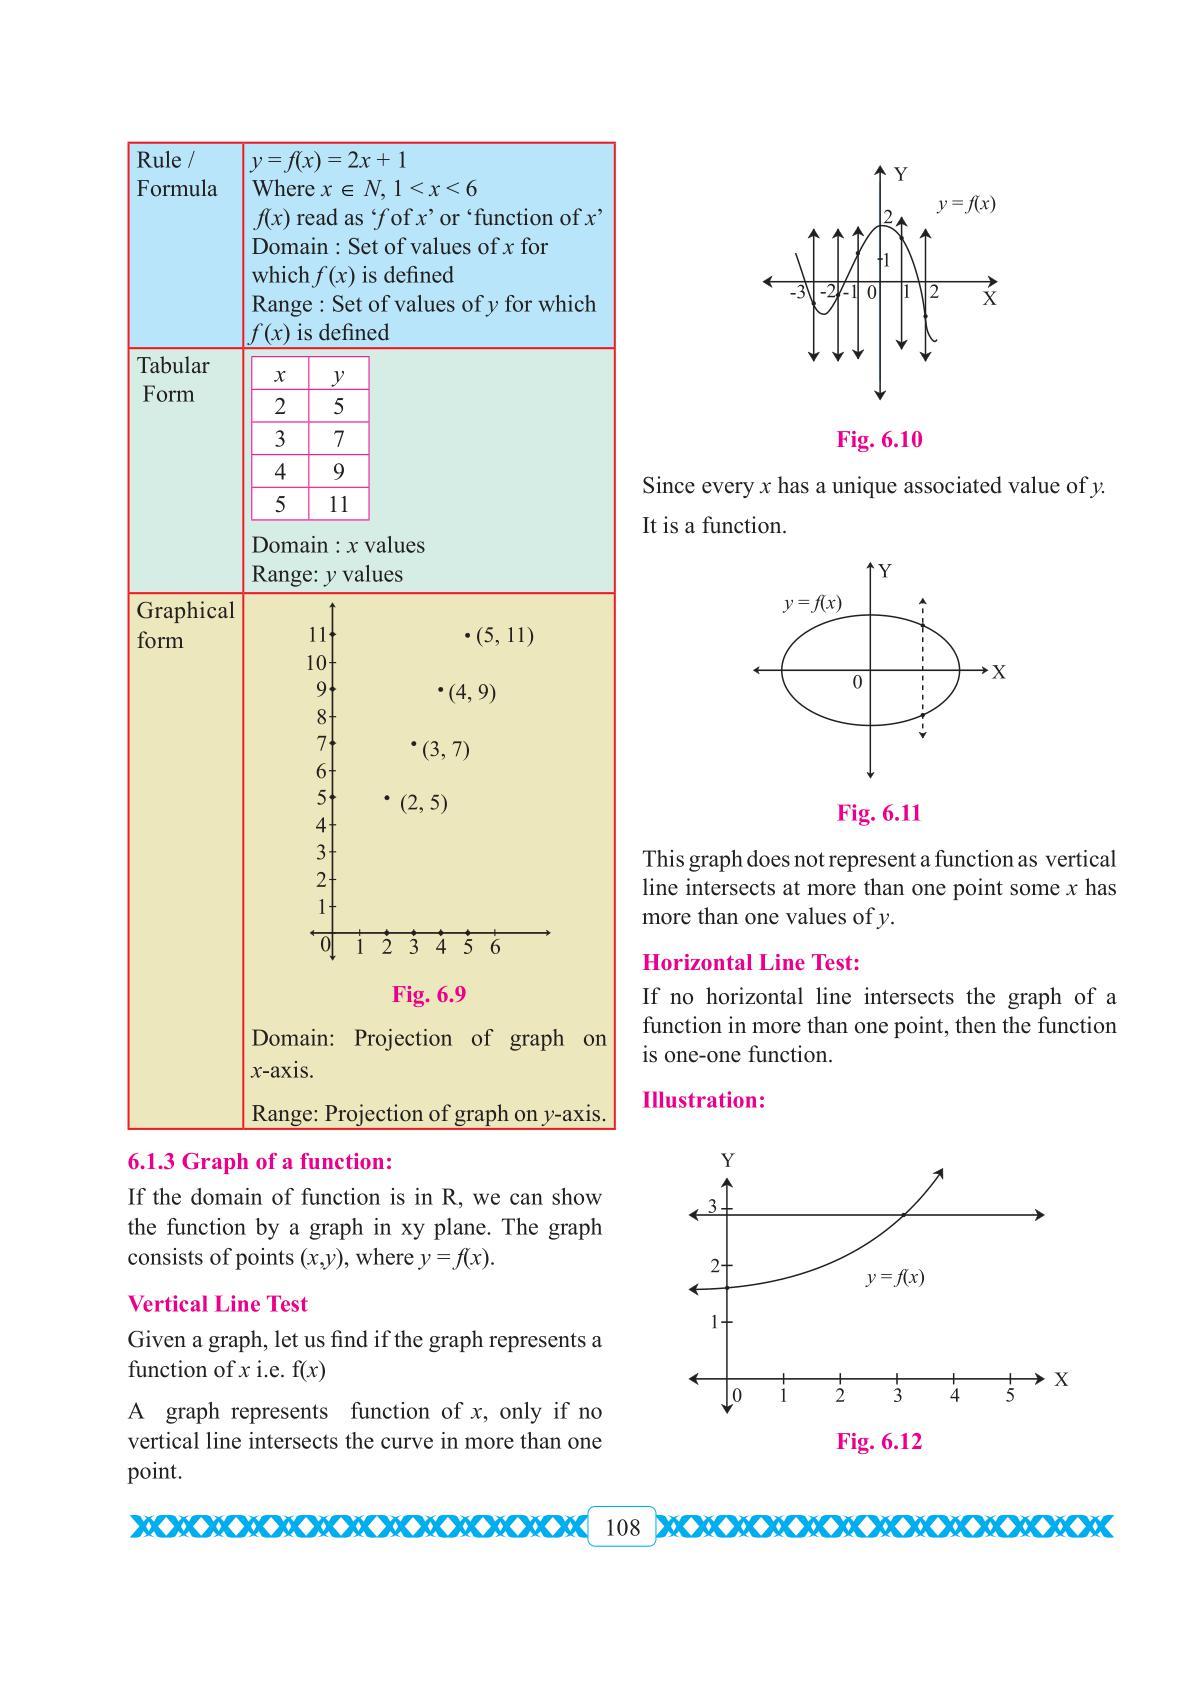 Rule /
Formula
y = f(x) = 2x + 1
Where x ∈ N, 1 < x < 6
f(x) read as ‘f of x’ or ‘function of x’
Domain : Set of values of x for
which f (x) is defined
Range : Set of values of y for which
f (x) is defined
Tabular
Form
x y
2 5
3 7
4 9
5 11
Domain : x values
Range: y values
Graphical
form
11
10
9
8
7
6
5
4
3
2
1
(5, 11)
(4, 9)
(3, 7)
(2, 5)
0 1 2 3 4 5 6
Fig. 6.9
Domain: Projection of graph on
x-axis.
Range: Projection of graph on y-axis.
6.1.3 Graph of a function:
If the domain of function is in R, we can show
the function by a graph in xy plane. The graph
consists of points (x,y), where y = f(x).
Vertical Line Test
Given a graph, let us find if the graph represents a
function of x i.e. f(x)
A graph represents function of x, only if no
vertical line intersects the curve in more than one
point.
Y
y = f(x)
2
1
-3 -2 -1 0 1 2
X
Fig. 6.10
Since every x has a unique associated value of y.
It is a function.
Y
y = f(x)
X
0
Fig. 6.11
This graph does not represent a function as vertical
line intersects at more than one point some x has
more than one values of y.
Horizontal Line Test:
If no horizontal line intersects the graph of a
function in more than one point, then the function
is one-one function.
Illustration:
Y
3
2
y = f(x)
1
X
0 1 2 3 4 5
Fig. 6.12
108